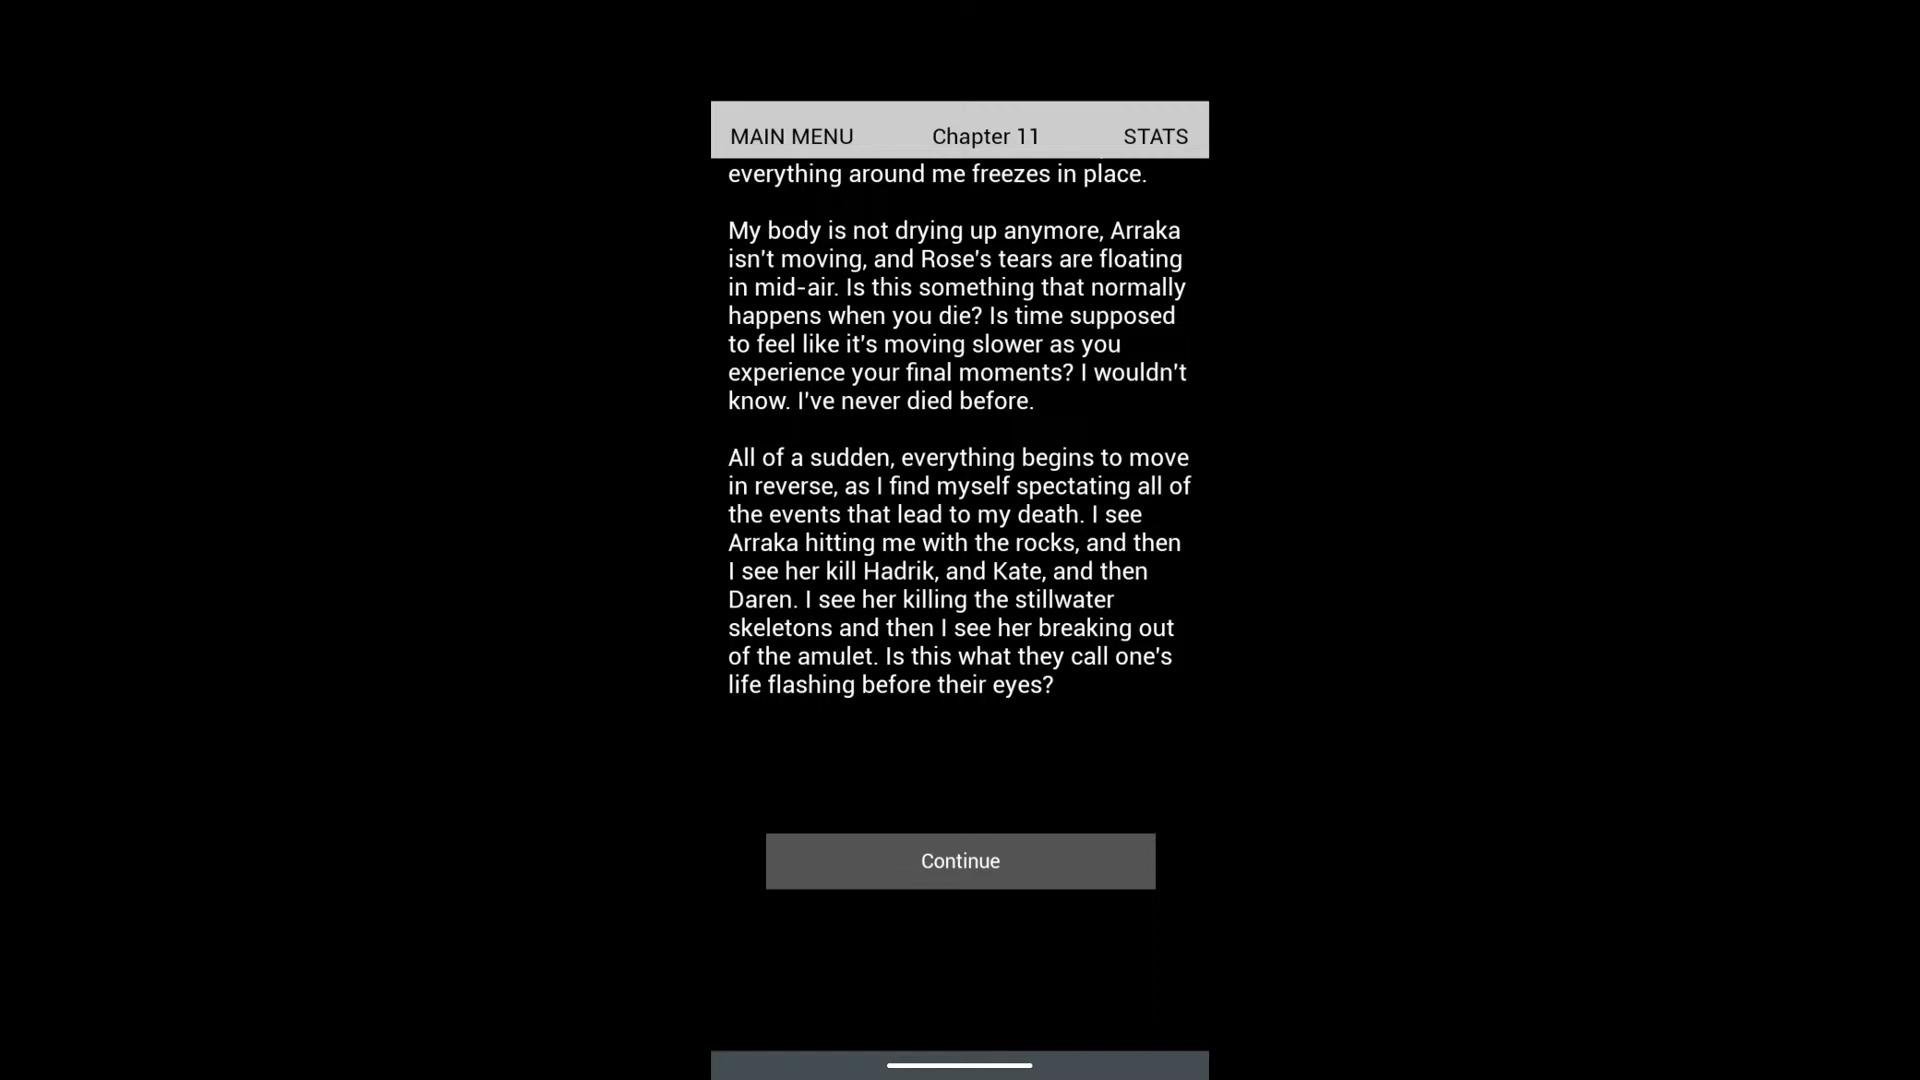 MAIN MENU Chapter 11 STATS
everything around me freezes in place.
My body is not drying up anymore, Arraka
isn't moving, and Rose's tears are floating
in mid-air. Is this something that normally
happens when you die? Is time supposed
to feel like it's moving slower as you
experience your final moments? I wouldn't
know. I've never died before.
All of a sudden, everything begins to move
in reverse, as I find myself spectating all of
the events that lead to my death. I see
Arraka hitting me with the rocks, and then
I see her kill Hadrik, and Kate, and then
Daren. I see her killing the stillwater
skeletons and then I see her breaking out
of the amulet. Is this what they call one's
life flashing before their eyes?
Continue